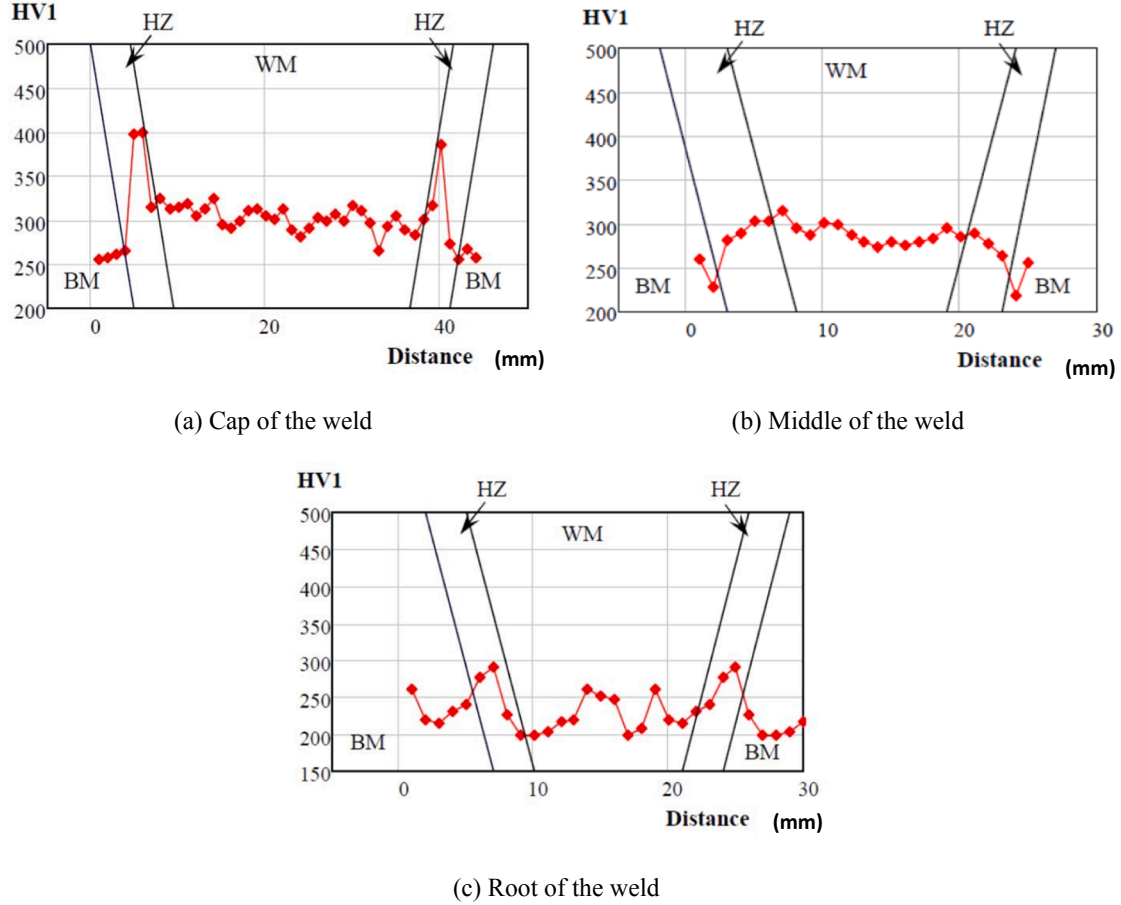 HV1
HZ
HZ
500
450
400
350
300
250
200
WM
BM
BM
0
20
40
Distance (mm)
(a) Cap of the weld
HV1
HZ
HZ
500
450
400
350
300
250
200
WM
BM
BM
0
10
20
30
Distance (mm)
(b) Middle of the weld
HV1
HZ
HZ
500
450
400
350
300
250
200
150
WM
BM
BM
0
10
20
30
Distance (mm)
(c) Root of the weld